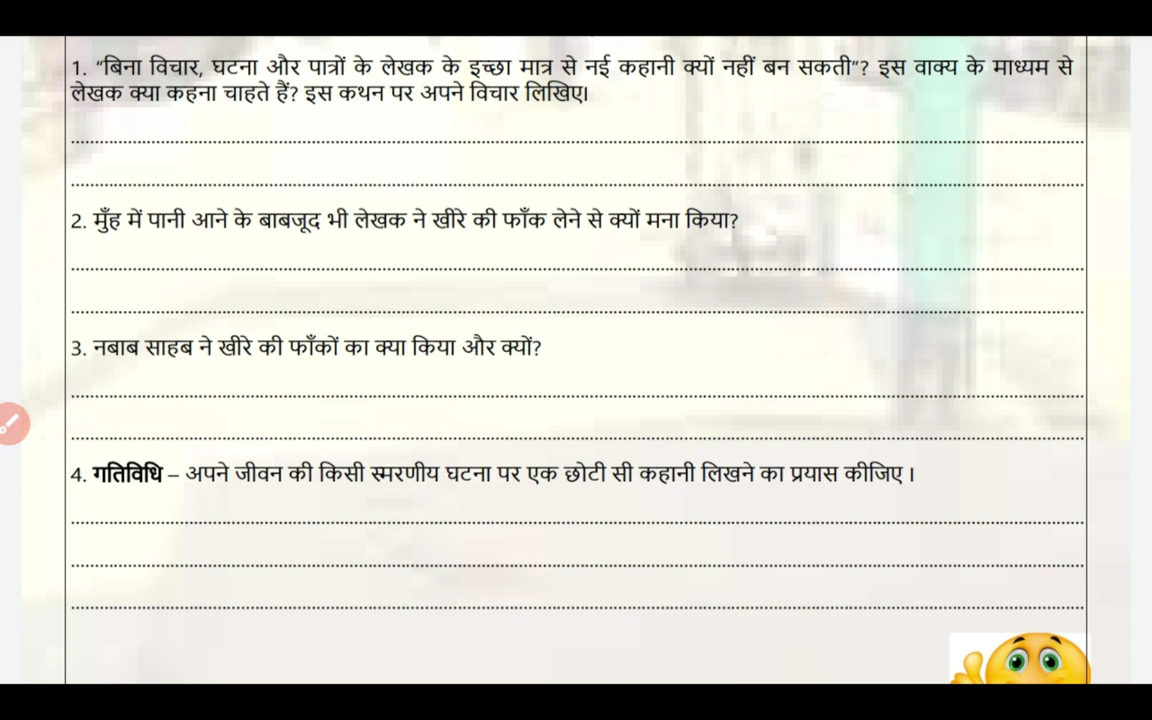 1. “बिना विचार, घटना और पात्रों के लेखक के इच्छा मात्र से नई कहानी क्यों नहीं बन सकती”? इस वाक्य के माध्यम से
लेखक क्या कहना चाहते हैं? इस कथन पर अपने विचार लिखिए।
2. मुँह में पानी आने के बाबजूद भी लेखक ने खीरे की फाँक लेने से क्यों मना किया?
3. नबाब साहब ने खीरे की फाँकों का क्या किया और क्यों?
4. गतिविधि – अपने जीवन की किसी स्मरणीय घटना पर एक छोटी सी कहानी लिखने का प्रयास कीजिए ।